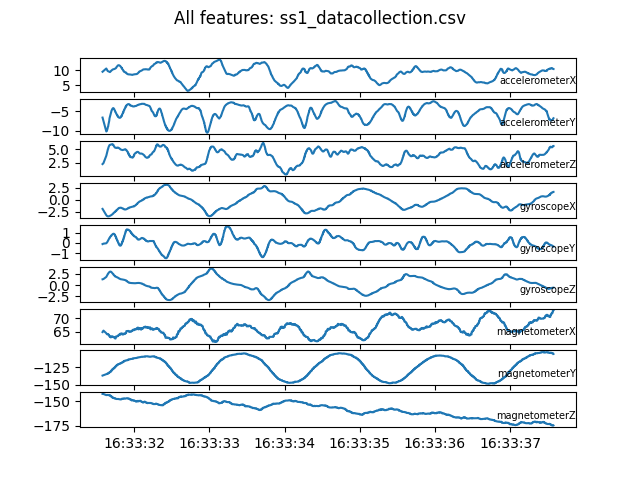 All features: ss1_datacollection.csv
10
5
accelerometerX
−5
−10
accelerometerY
5.0
2.5
accelerometerZ
2.5
0.0
−2.5
gyroscopeX
1
0
−1
gyroscopeY
2.5
0.0
−2.5
gyroscopeZ
70
65
magnetometerX
−125
−150
magnetometerY
−150
−175
magnetometerZ
16:33:32 16:33:33 16:33:34 16:33:35 16:33:36 16:33:37